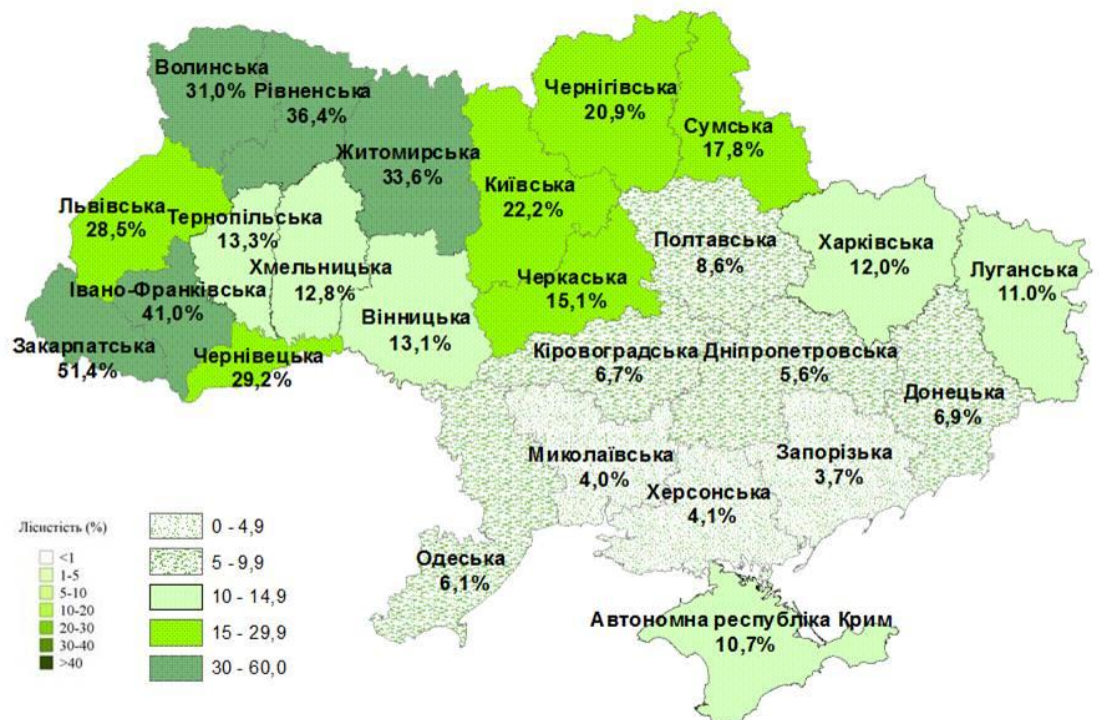 Волинська
31,0%
Рівненська
36,4%
Житомирська
33,6%
Чернігівська
20,9%
Сумська
17,8%
Київська
22,2%
Львівська
28,5%
Тернопільська
13,3%
Хмельницька
12,8%
Івано-Франківська
41,0%
Закарпатська
51,4%
Чернівецька
29,2%
Вінницька
13,1%
Черкаська
15,1%
Полтавська
8,6%
Харківська
12,0%
Луганська
11.0%
Кіровоградська
6,7%
Дніпропетровська
5,6%
Донецька
6,9%
Миколаївська
4,0%
Запорізька
3,7%
Херсонська
4,1%
Одеська
6,1%
Автономна республіка Крим
10,7%
Лісистість (%)
<1
1-5
5-10
10-20
20-30
30-40
>40
0 - 4,9
5 - 9,9
10 - 14,9
15 - 29,9
30 - 60,0